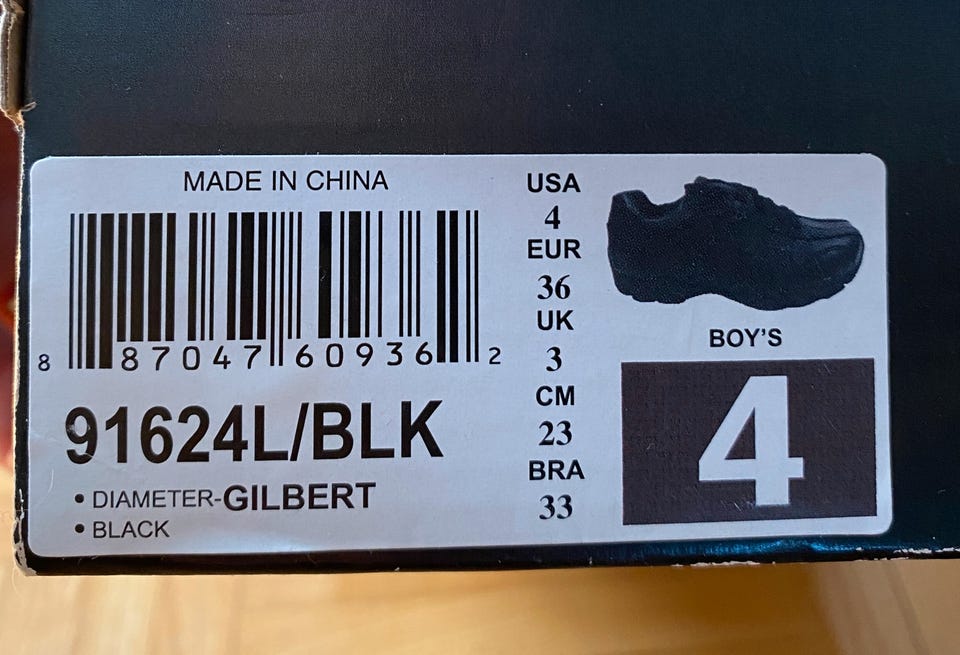 MADE IN CHINA
8 87047 60936 2
91624L/BLK
• DIAMETER-GILBERT
• BLACK
USA
4
EUR
36
UK
3
CM
23
BRA
33
BOY'S
4